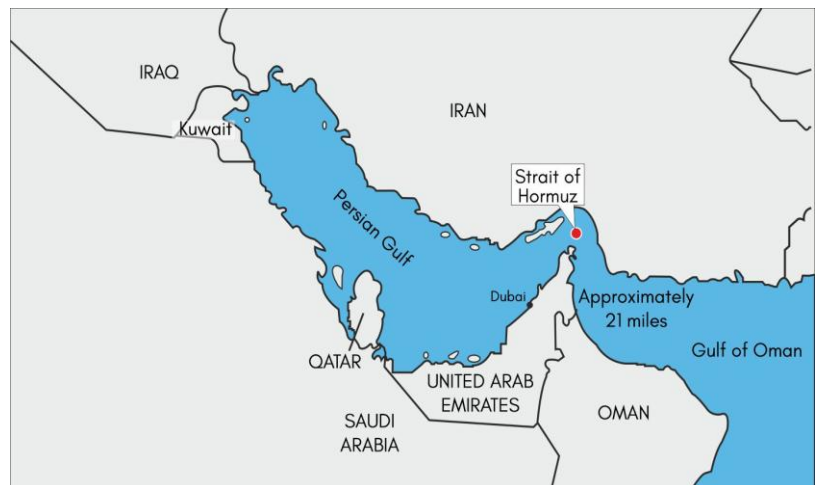 IRAQ
Kuwait
IRAN
Strait of
Hormuz
Persian Gulf
Dubai
Approximately
21 miles
Gulf of Oman
QATAR
UNITED ARAB
EMIRATES
OMAN
SAUDI
ARABIA